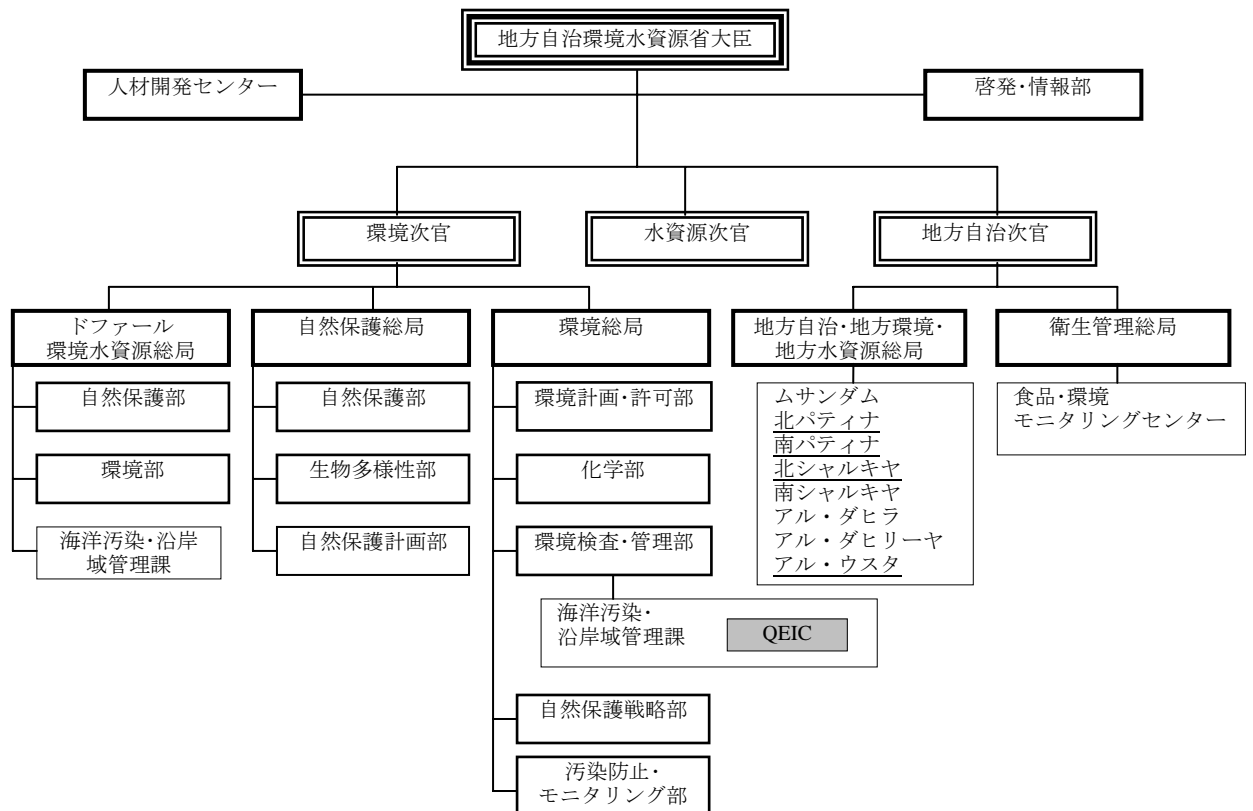 地方自治環境水資源省大臣
人材開発センター
啓発・情報部
環境次官
水資源次官
地方自治次官
ドファール
環境水資源総局
自然保護総局
環境総局
地方自治・地方環境・
地方水資源総局
衛生管理総局
自然保護部
環境部
海洋汚染・沿岸
域管理課
自然保護部
生物多様性部
自然保護計画部
環境計画・許可部
化学部
環境検査・管理部
海洋汚染・
沿岸域管理課
QEIC
自然保護戦略部
汚染防止・
モニタリング部
ムサンダム
北パティナ
南パティナ
北シャルキヤ
南シャルキヤ
アル・ダヒラ
アル・ダヒリーヤ
アル・ウスタ
食品・環境
モニタリングセンター